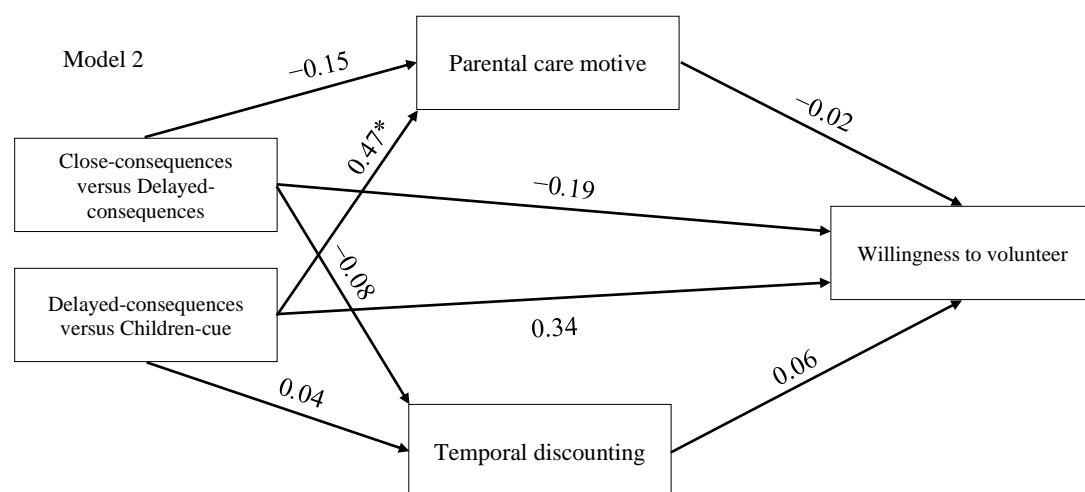 Model 2
−0.15
Parental care motive
−0.02
0.47*
Close-consequences
versus Delayed-
consequences
−0.19
Willingness to volunteer
−0.08
Delayed-consequences
versus Children-cue
0.34
0.04
0.06
Temporal discounting